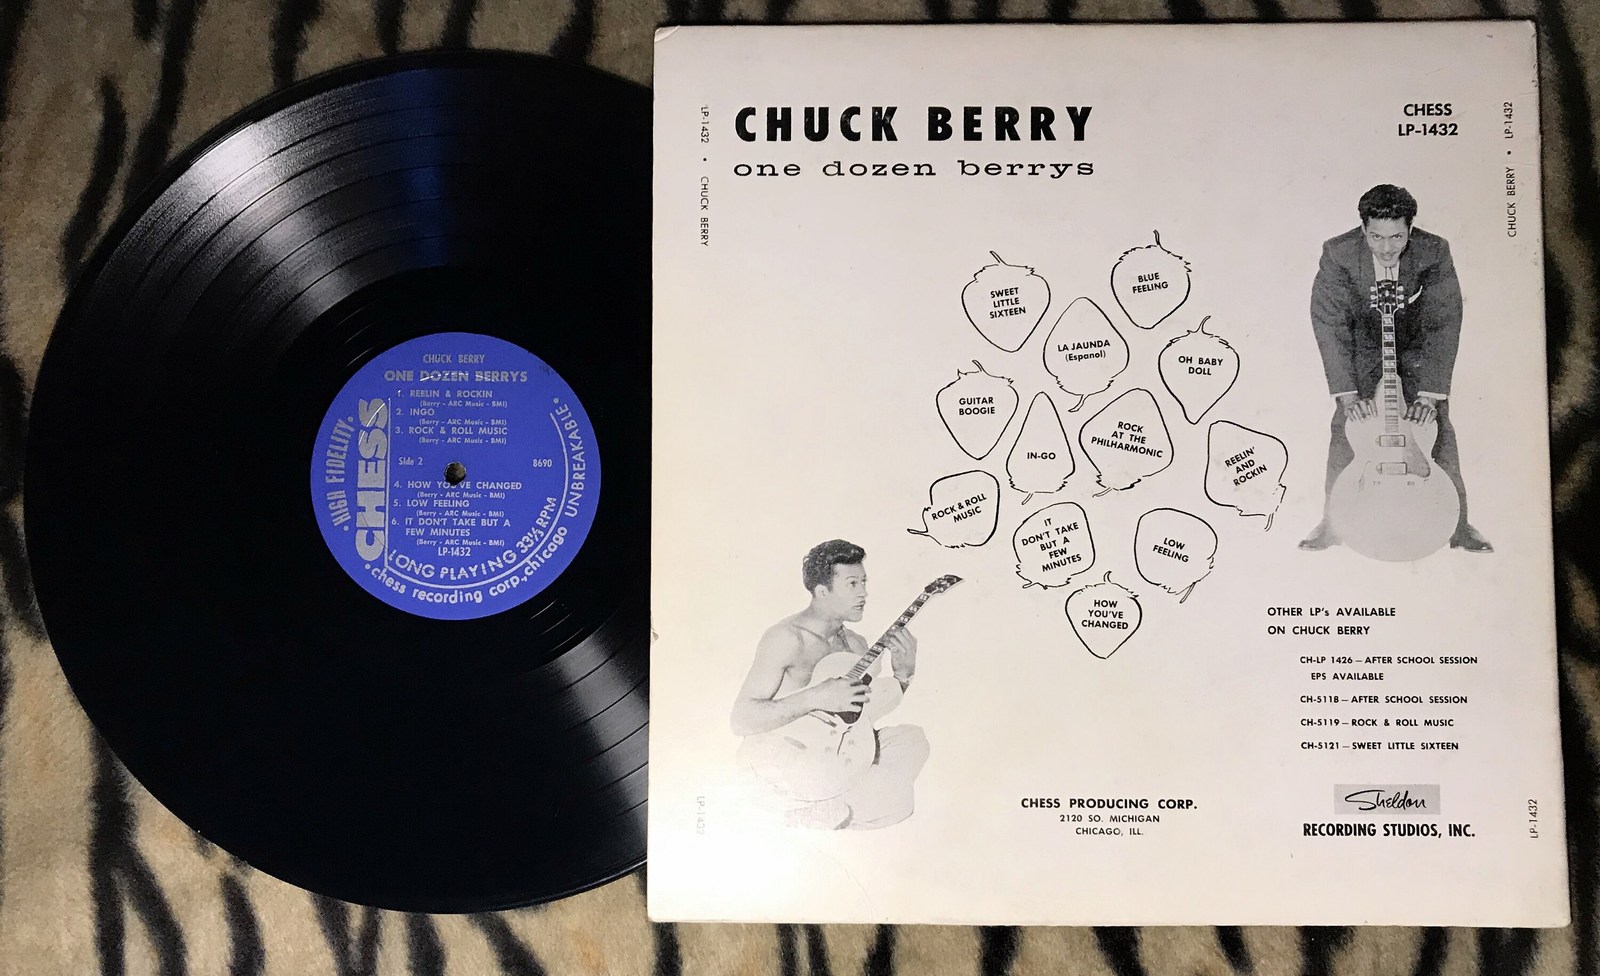 CHUCK BERRY
ONE DOZEN BERRYS
1. REELIN & ROCKIN
(Berry - ARC Music - BMI)
2. INGO
(Berry - ARC Music - BMI)
3. ROCK & ROLL MUSIC
(Berry - ARC Music - BMI)
Side 2
8690
4. HOW YOU'VE CHANGED
(Berry - ARC Music - BMI)
5. LOW FEELING
(Berry - ARC Music - BMI)
6. IT DON'T TAKE BUT A
FEW MINUTES
(Berry - ARC Music - BMI)
LP-1432
• HIGH FIDELITY •
CHESS
LONG PLAYING 33⅓ RPM
UNBREAKABLE •
• chess recording corp., chicago
LP-1432 • CHUCK BERRY
CHUCK BERRY
one dozen berrys
CHESS
LP-1432
CHUCK BERRY • LP-1432
SWEET
LITTLE
SIXTEEN
BLUE
FEELING
LA JAUNDA
(Espanol)
OH BABY
DOLL
GUITAR
BOOGIE
IN-GO
ROCK
AT THE
PHILHARMONIC
REELIN'
AND
ROCKIN
ROCK & ROLL
MUSIC
IT
DON'T TAKE
BUT A
FEW
MINUTES
LOW
FEELING
HOW
YOU'VE
CHANGED
OTHER LP's AVAILABLE
ON CHUCK BERRY
CH-LP 1426 — AFTER SCHOOL SESSION
EPS AVAILABLE
CH-5118 — AFTER SCHOOL SESSION
CH-5119 — ROCK & ROLL MUSIC
CH-5121 — SWEET LITTLE SIXTEEN
LP-1432
CHESS PRODUCING CORP.
2120 SO. MICHIGAN
CHICAGO, ILL.
Sheldon
RECORDING STUDIOS, INC.
LP-1432